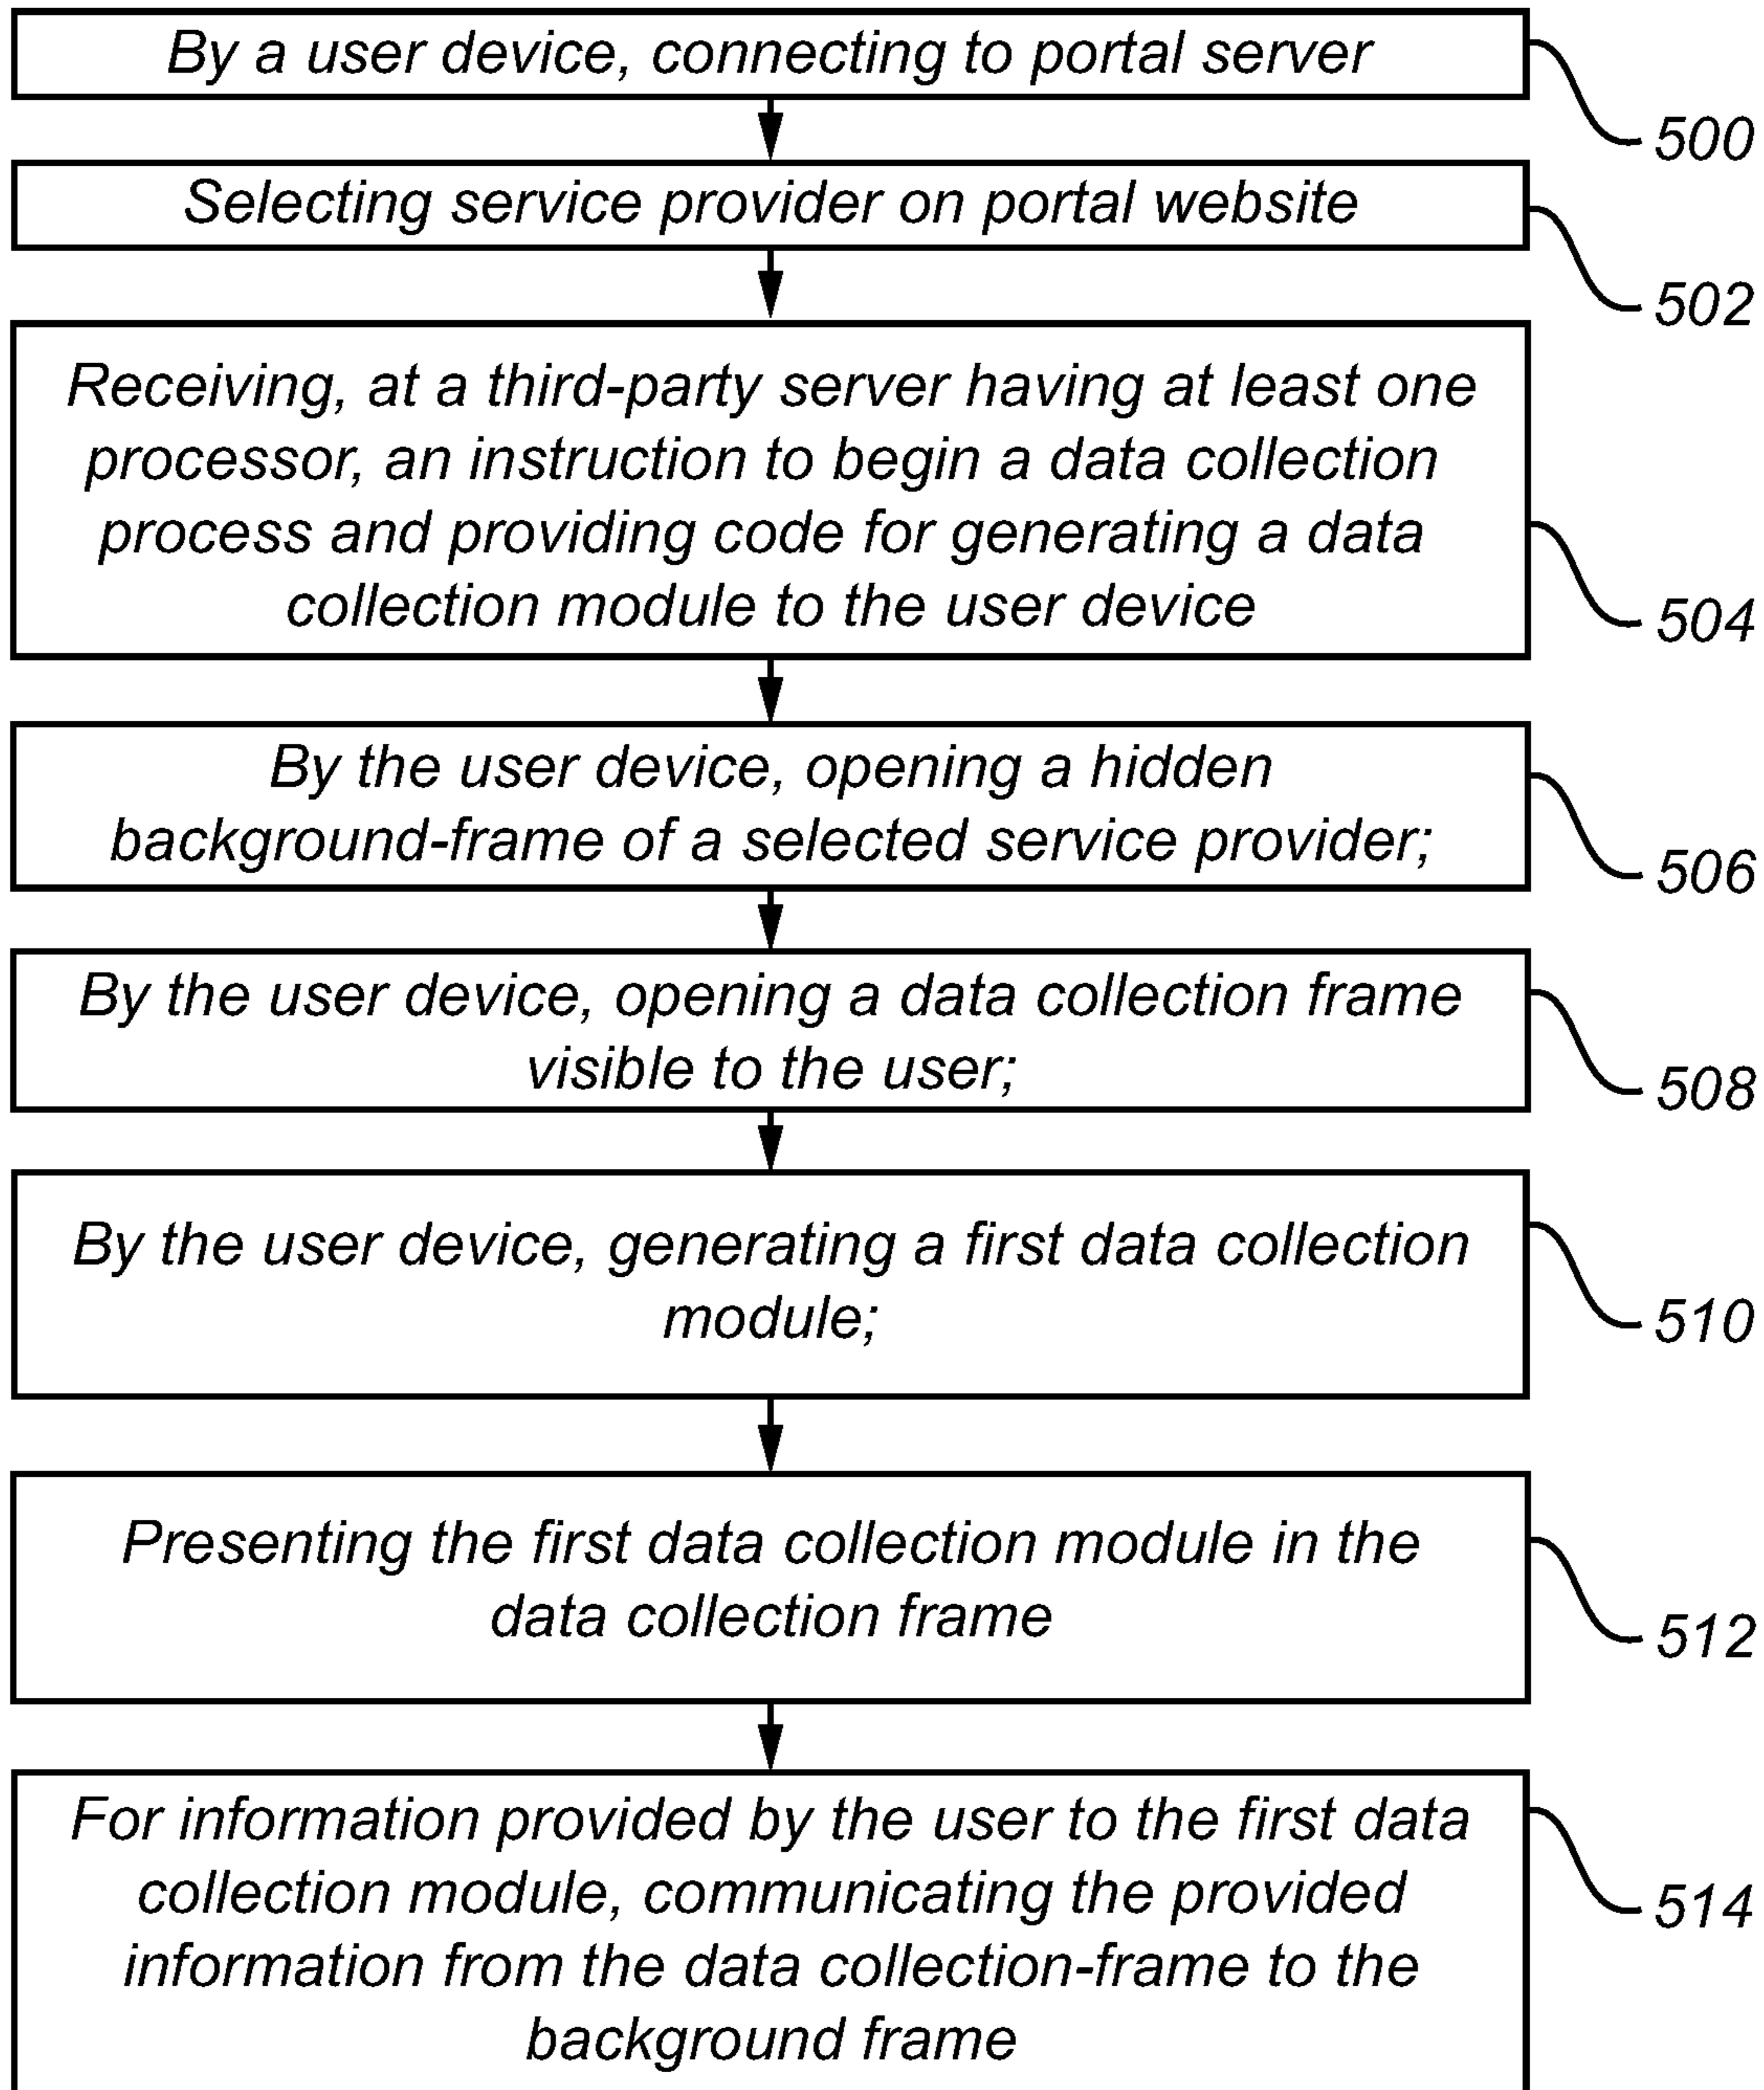 By a user device, connecting to portal server
500
Selecting service provider on portal website
502
Receiving, at a third-party server having at least one
processor, an instruction to begin a data collection
process and providing code for generating a data
collection module to the user device
504
By the user device, opening a hidden
background-frame of a selected service provider;
506
By the user device, opening a data collection frame
visible to the user;
508
By the user device, generating a first data collection
module;
510
Presenting the first data collection module in the
data collection frame
512
For information provided by the user to the first data
collection module, communicating the provided
information from the data collection-frame to the
background frame
514